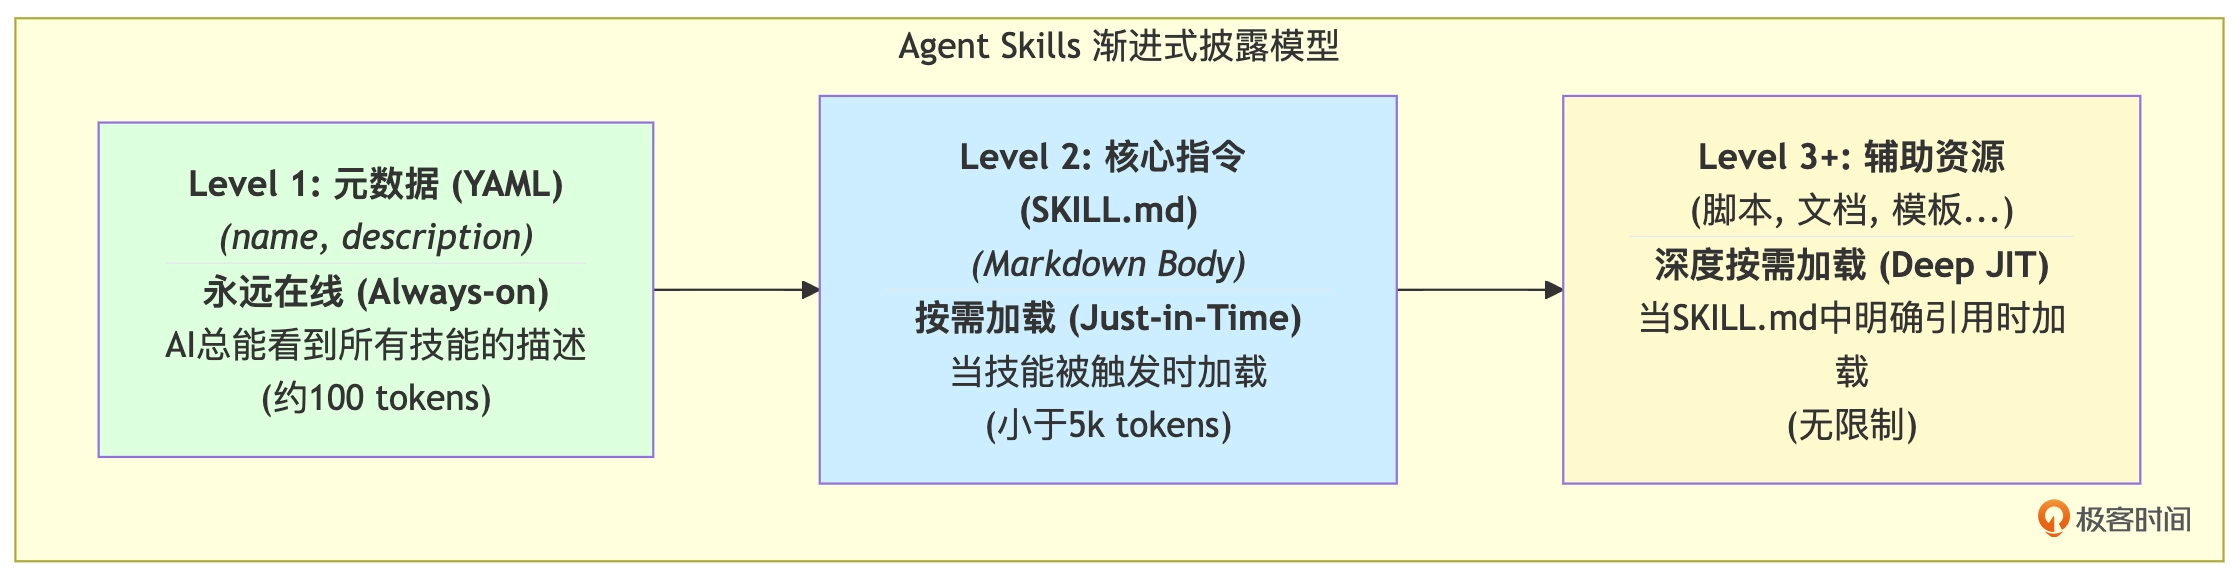 Agent Skills 渐进式披露模型
Level 1: 元数据 (YAML)
(name, description)
永远在线 (Always-on)
AI总能看到所有技能的描述
(约100 tokens)
Level 2: 核心指令
(SKILL.md)
(Markdown Body)
按需加载 (Just-in-Time)
当技能被触发时加载
(小于5k tokens)
Level 3+: 辅助资源
(脚本, 文档, 模板...)
深度按需加载 (Deep JIT)
当SKILL.md中明确引用时加
载
(无限制)
极客时间